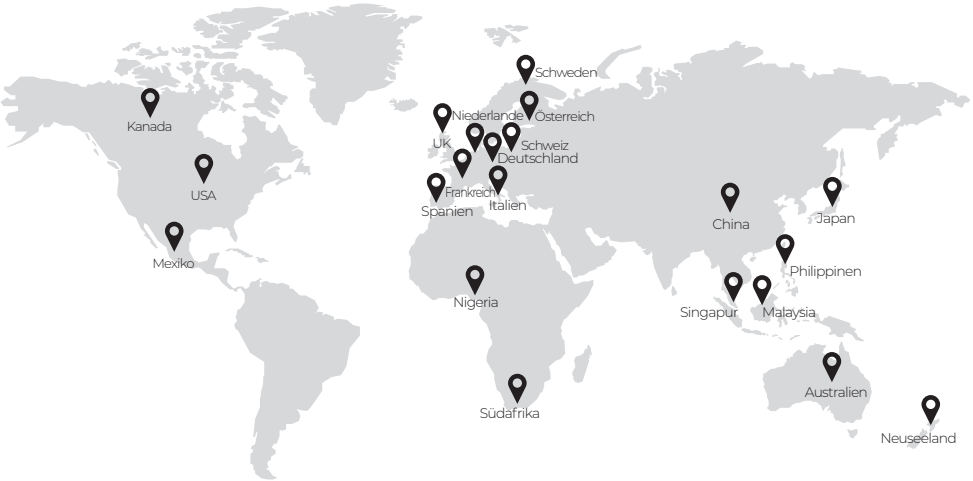 Schweden
Kanada
Niederlande
Österreich
UK
Schweiz
Deutschland
USA
Frankreich
Italien
Spanien
China
Japan
Mexiko
Philippinen
Nigeria
Singapur
Malaysia
Australien
Südafrika
Neuseeland